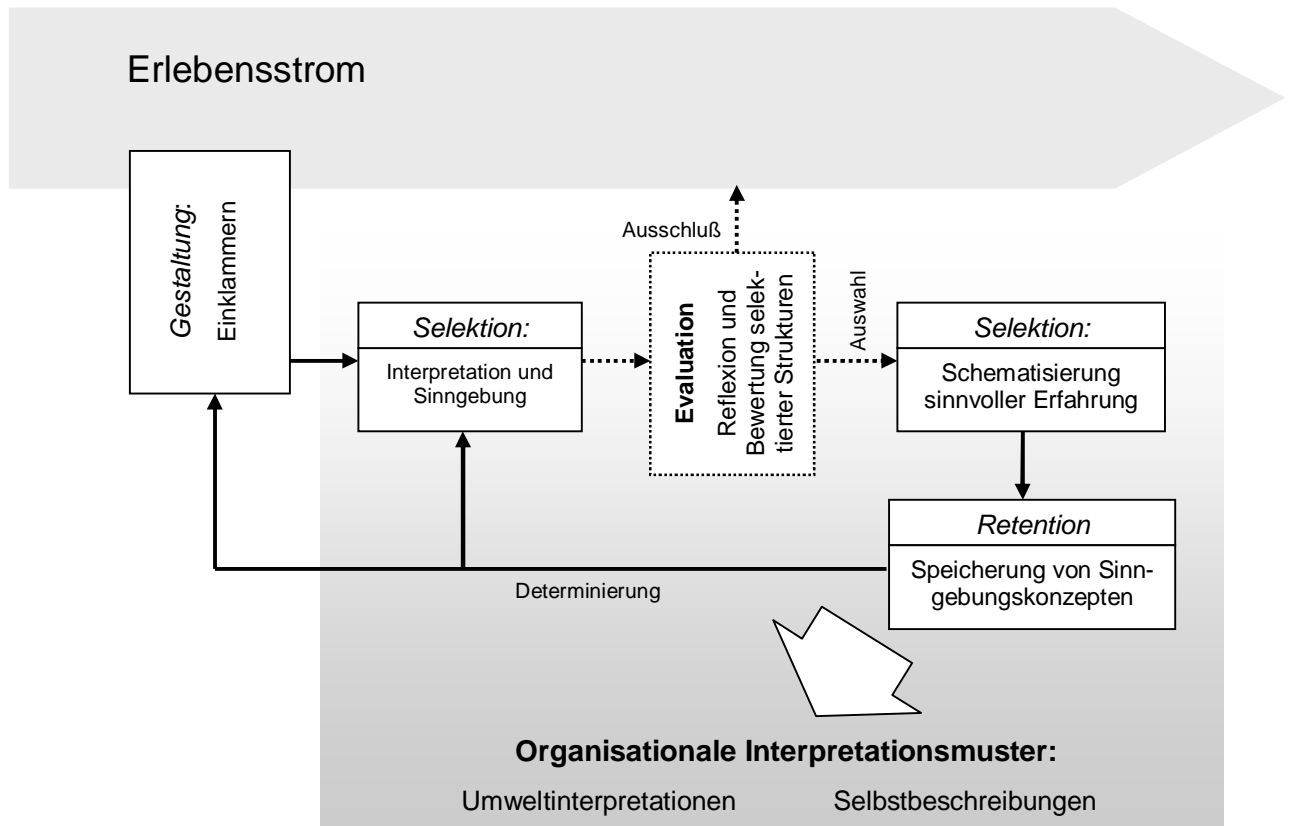 Erlebensstrom
Gestaltung:
Einklammern
Ausschluß
Selektion:
Interpretation und
Sinngebung
Evaluation
Reflexion und
Bewertung selek-
tierter Strukturen
Auswahl
Selektion:
Schematisierung
sinnvoller Erfahrung
Retention
Speicherung von Sinn-
gebungskonzepten
Determinierung
Organisationale Interpretationsmuster:
Umweltinterpretationen Selbstbeschreibungen